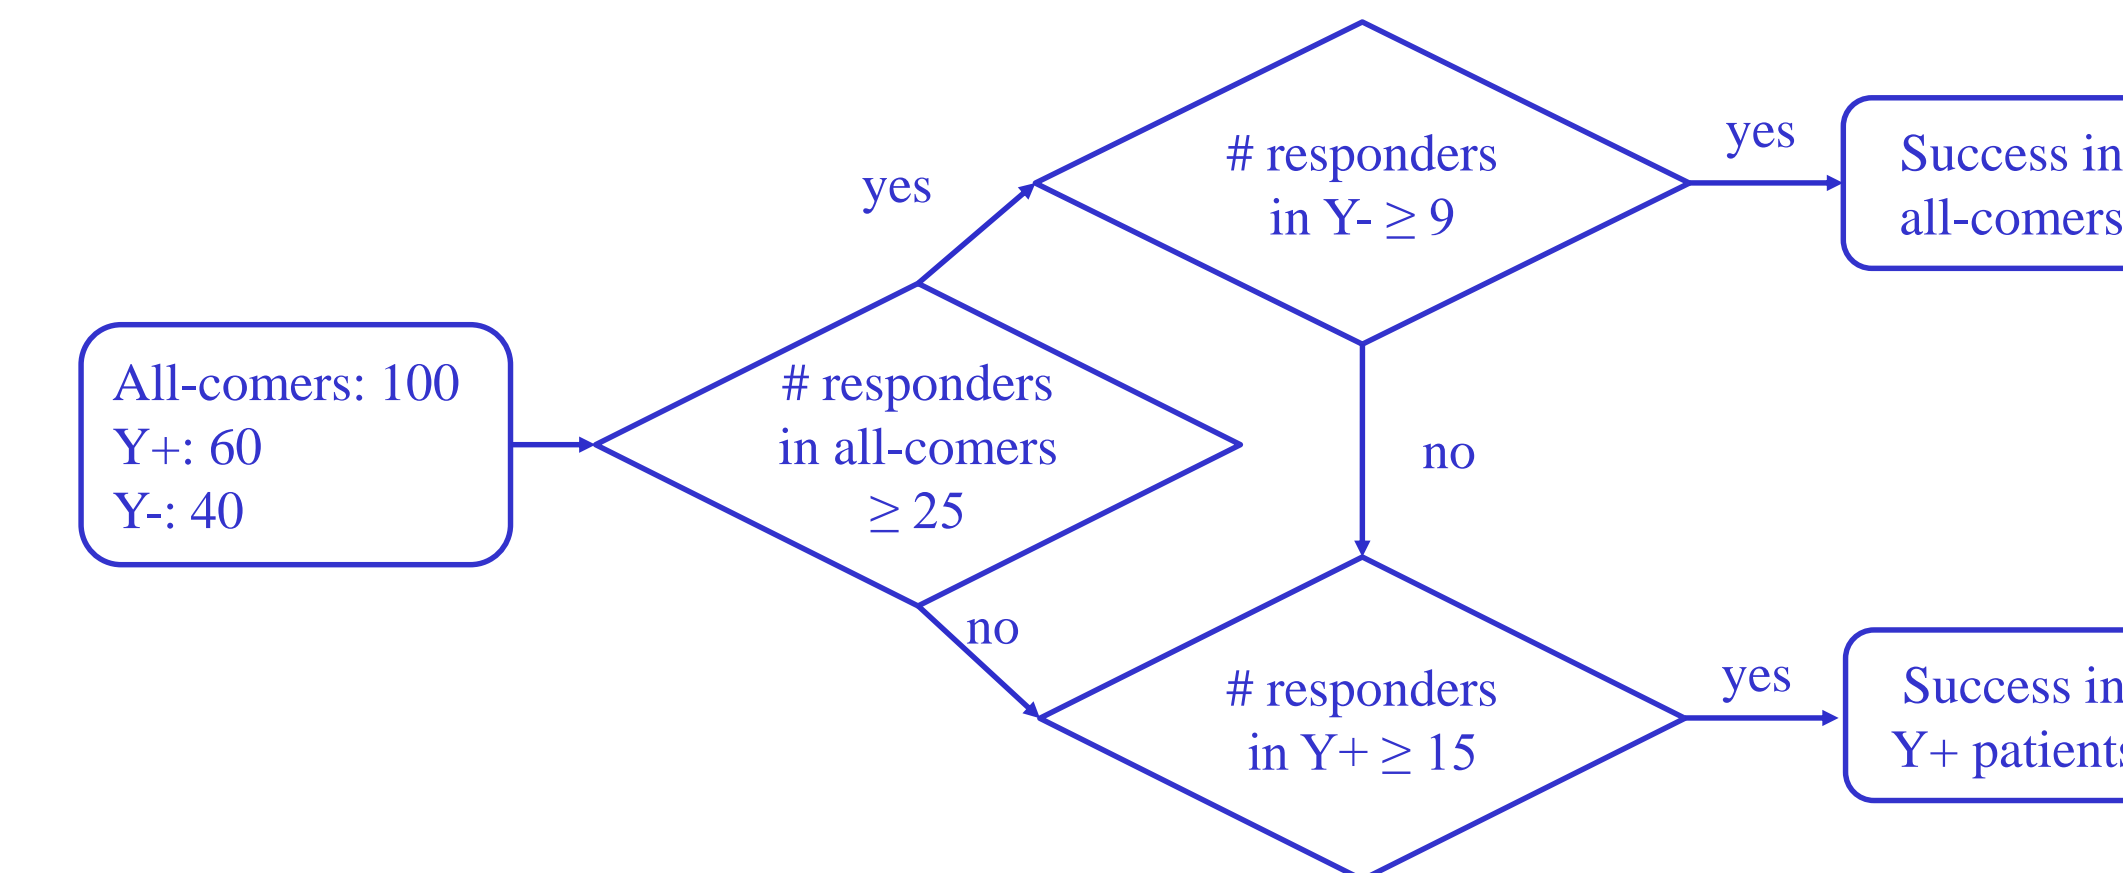 All-comers: 100
Y+: 60
Y-: 40
# responders
in all-comers
≥ 25
yes
no
# responders
in Y- ≥ 9
yes
no
Success in
all-comers
# responders
in Y+ ≥ 15
yes
Success in
Y+ patients